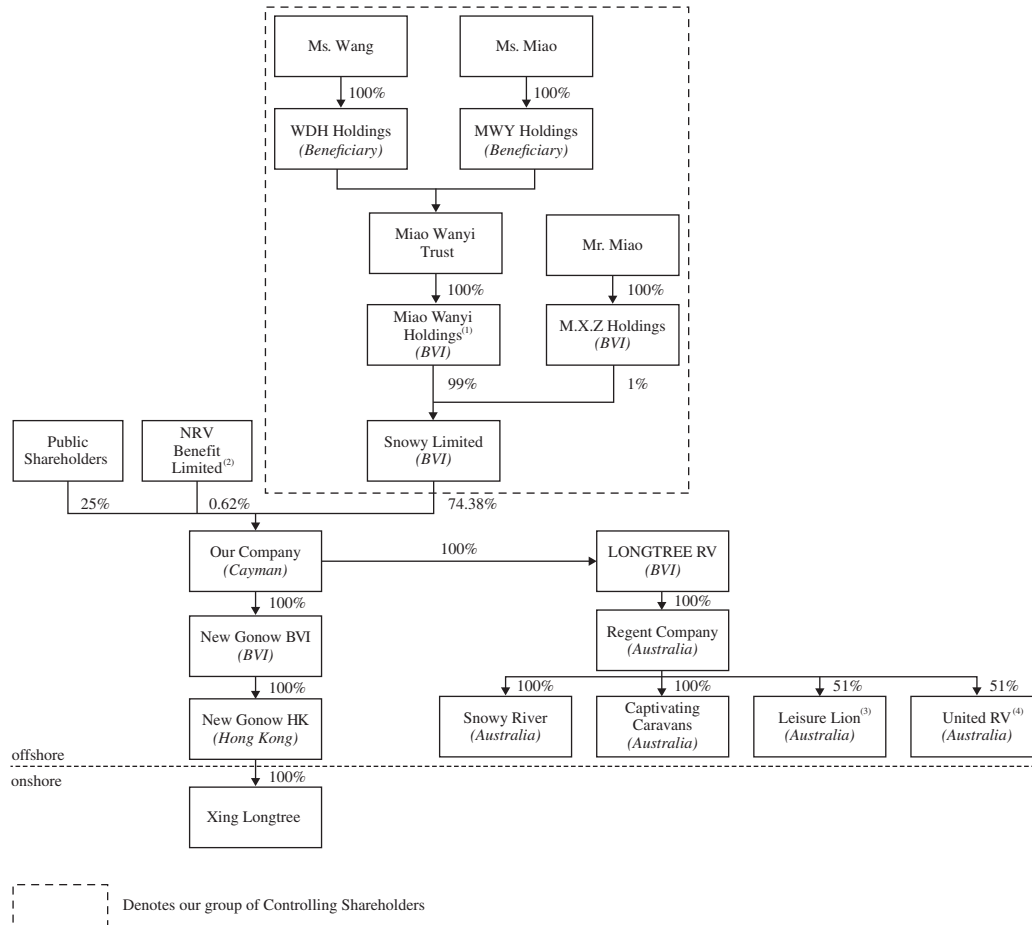 Ms. Wang
Ms. Miao
100%
100%
WDH Holdings
(Beneficiary)
MWY Holdings
(Beneficiary)
Miao Wanyi
Trust
Mr. Miao
100%
100%
Miao Wanyi
Holdings(1)
(BVI)
M.X.Z Holdings
(BVI)
99%
1%
Public
Shareholders
NRV
Benefit
Limited(2)
Snowy Limited
(BVI)
25%
0.62%
74.38%
Our Company
(Cayman)
100%
LONGTREE RV
(BVI)
100%
100%
New Gonow BVI
(BVI)
Regent Company
(Australia)
100%
100%
100%
51%
51%
New Gonow HK
(Hong Kong)
Snowy River
(Australia)
Captivating
Caravans
(Australia)
Leisure Lion(3)
(Australia)
United RV(4)
(Australia)
offshore
onshore
100%
Xing Longtree
Denotes our group of Controlling Shareholders